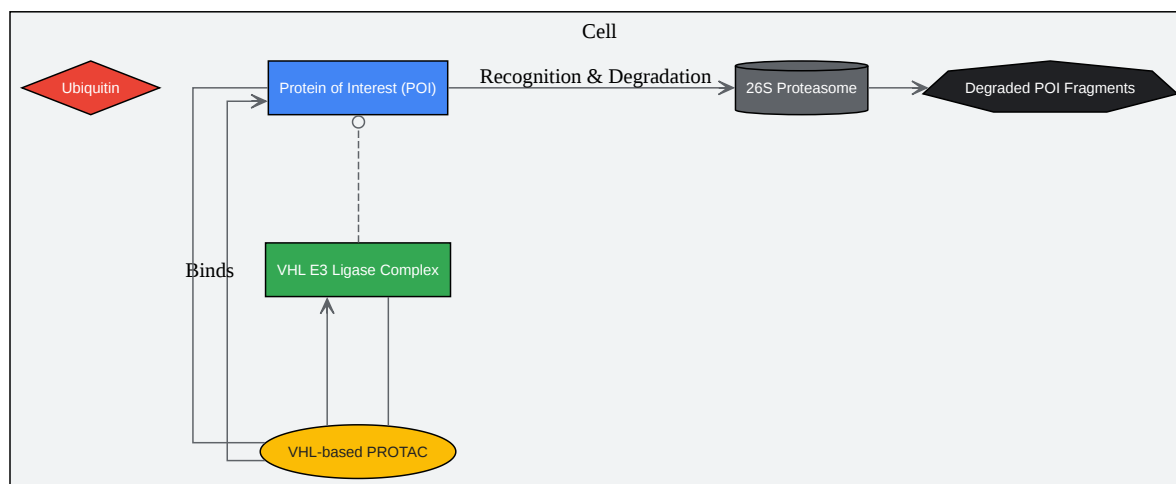 Cell
Ubiquitin
Protein of Interest (POI)
Recognition & Degradation
26S Proteasome
Degraded POI Fragments
Binds
VHL E3 Ligase Complex
VHL-based PROTAC